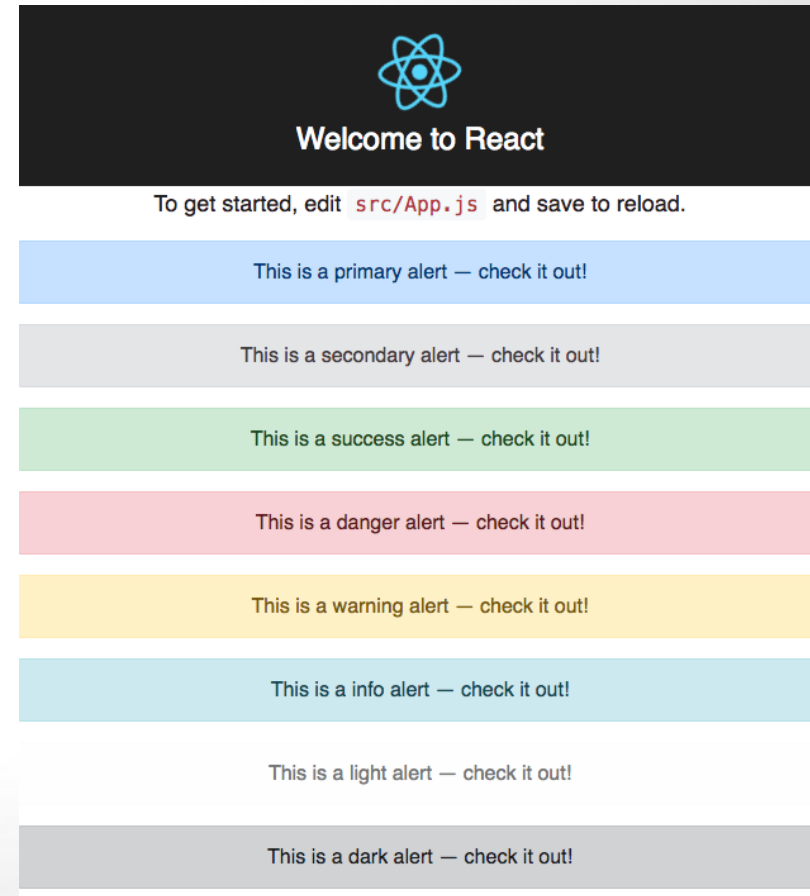 Welcome to React
To get started, edit src/App.js and save to reload.
This is a primary alert — check it out!
This is a secondary alert — check it out!
This is a success alert — check it out!
This is a danger alert — check it out!
This is a warning alert — check it out!
This is a info alert — check it out!
This is a light alert — check it out!
This is a dark alert — check it out!